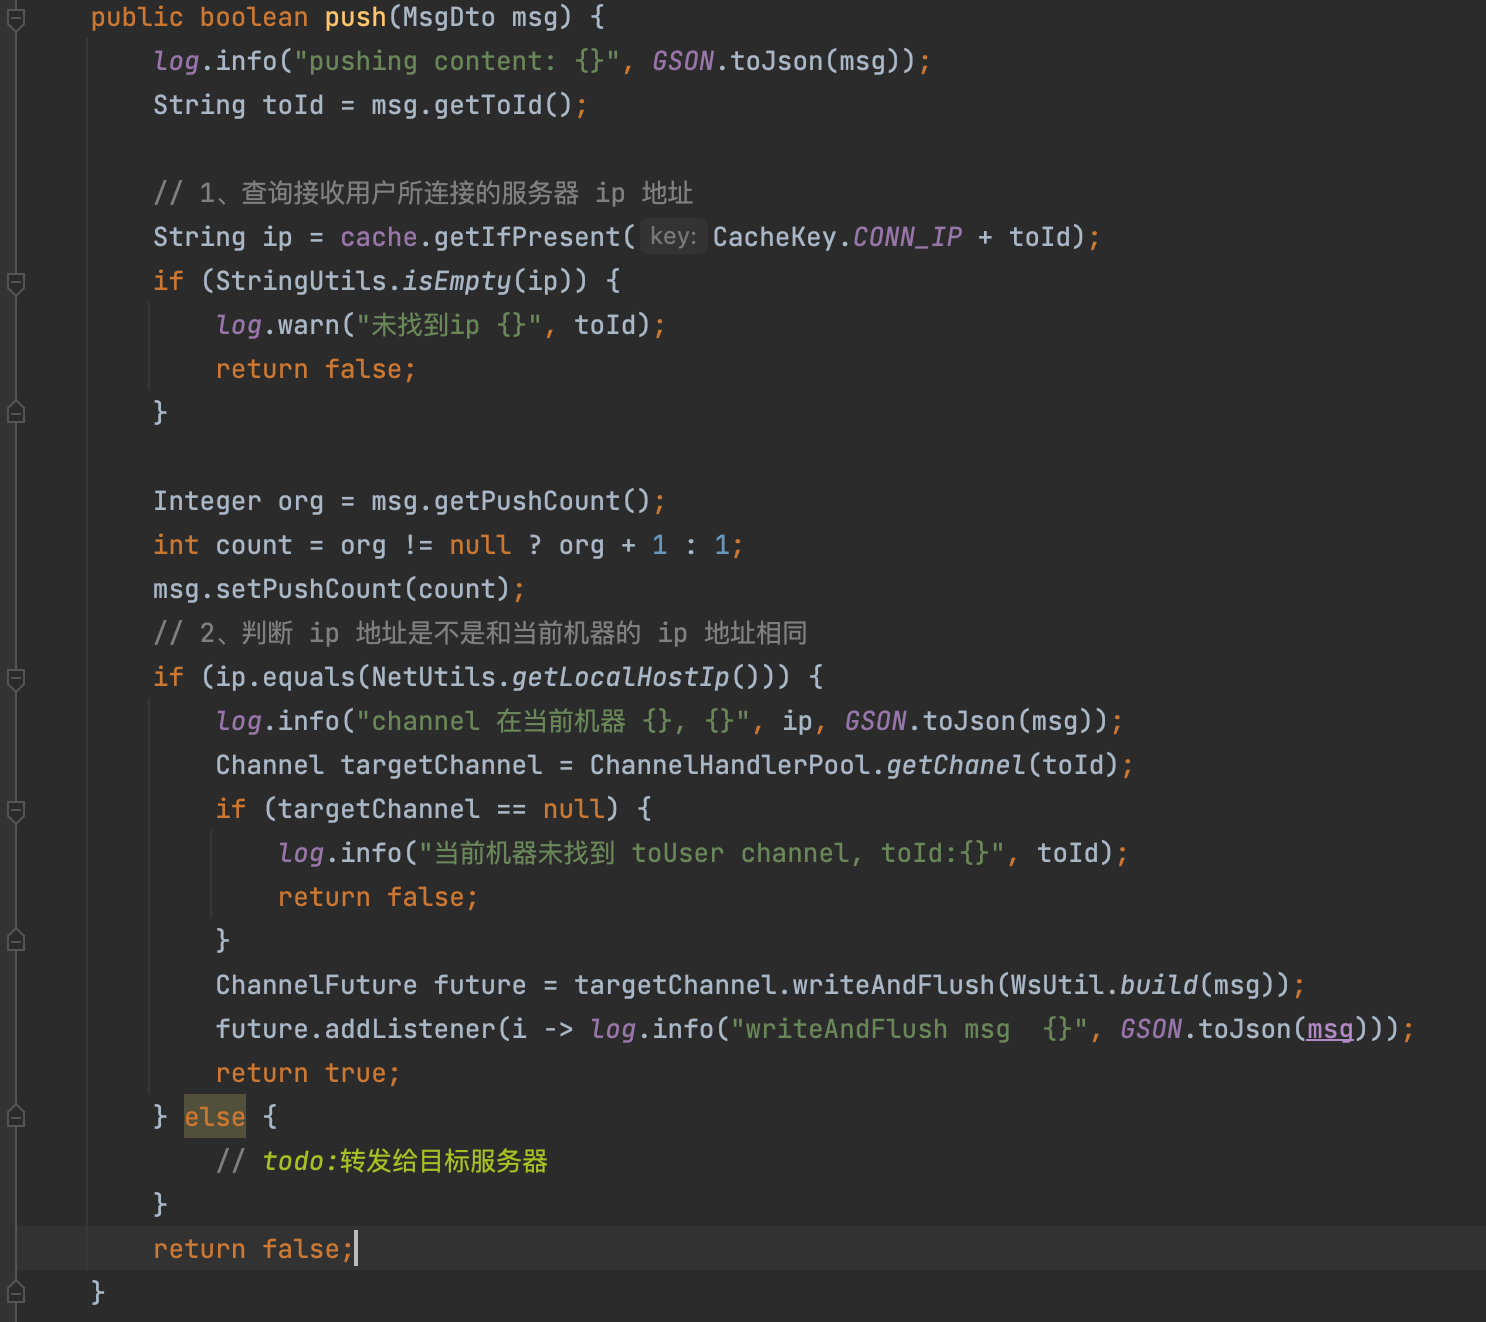 public boolean push(MsgDto msg) {
log.info("pushing content: {}", GSON.toJson(msg));
String toId = msg.getToId();
// 1、查询接收用户所连接的服务器 ip 地址
String ip = cache.getIfPresent( key: CacheKey.CONN_IP + toId);
if (StringUtils.isEmpty(ip)) {
log.warn("未找到ip {}", toId);
return false;
}
Integer org = msg.getPushCount();
int count = org != null ? org + 1 : 1;
msg.setPushCount(count);
// 2、判断 ip 地址是不是和当前机器的 ip 地址相同
if (ip.equals(NetUtils.getLocalHostIp())) {
log.info("channel 在当前机器 {}, {}", ip, GSON.toJson(msg));
Channel targetChannel = ChannelHandlerPool.getChanel(toId);
if (targetChannel == null) {
log.info("当前机器未找到 toUser channel, toId:{}", toId);
return false;
}
ChannelFuture future = targetChannel.writeAndFlush(WsUtil.build(msg));
future.addListener(i -> log.info("writeAndFlush msg  {}", GSON.toJson(msg)));
return true;
} else {
// todo:转发给目标服务器
}
return false;
}